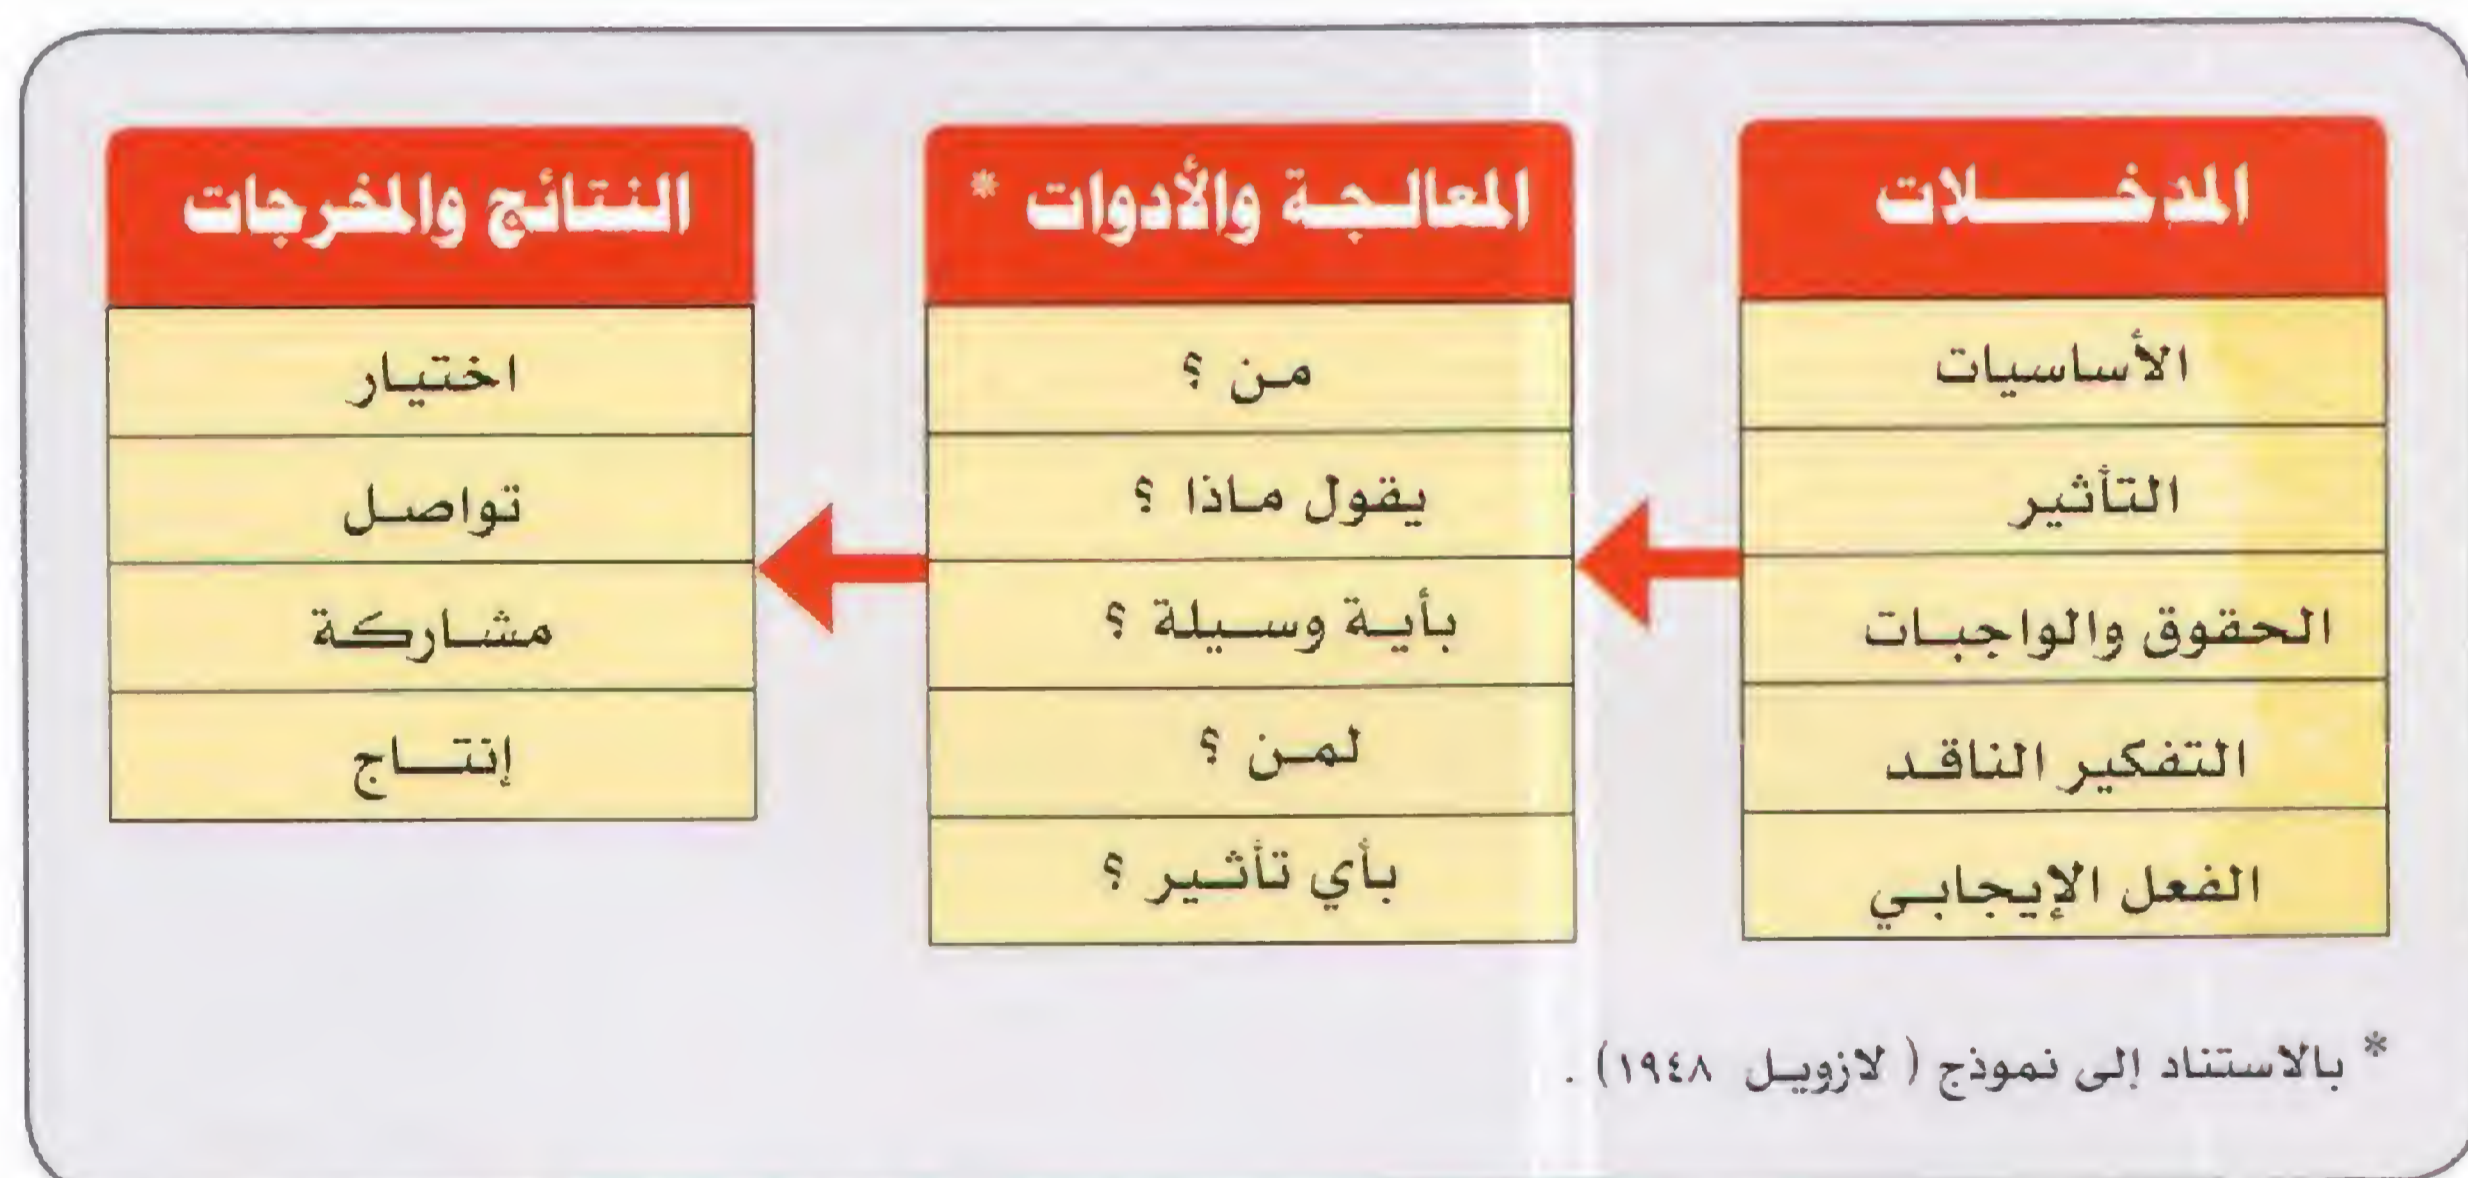 المدخلات
الأساسيات
التأثير
الحقوق والواجبات
التفكير الناقد
الفعل الإيجابي
المعالجة والأدوات *
من ؟
يقول ماذا ؟
بأية وسيلة ؟
لمن ؟
بأي تأثير ؟
النتائج والمخرجات
اختيار
تواصل
مشاركة
إنتاج
* بالاستناد إلى نموذج ( لازويل ١٩٤٨) .